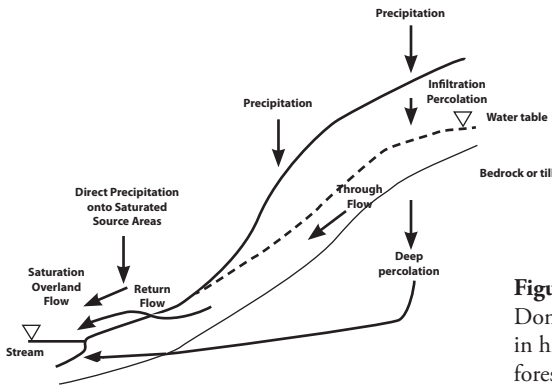 Precipitation
Infiltration
Percolation
Precipitation
Water table
Bedrock or till
Through
Flow
Direct Precipitation
onto Saturated
Source Areas
Deep
percolation
Saturation
Overland
Flow
Return
Flow
Stream
Figu
Don
in h
fores